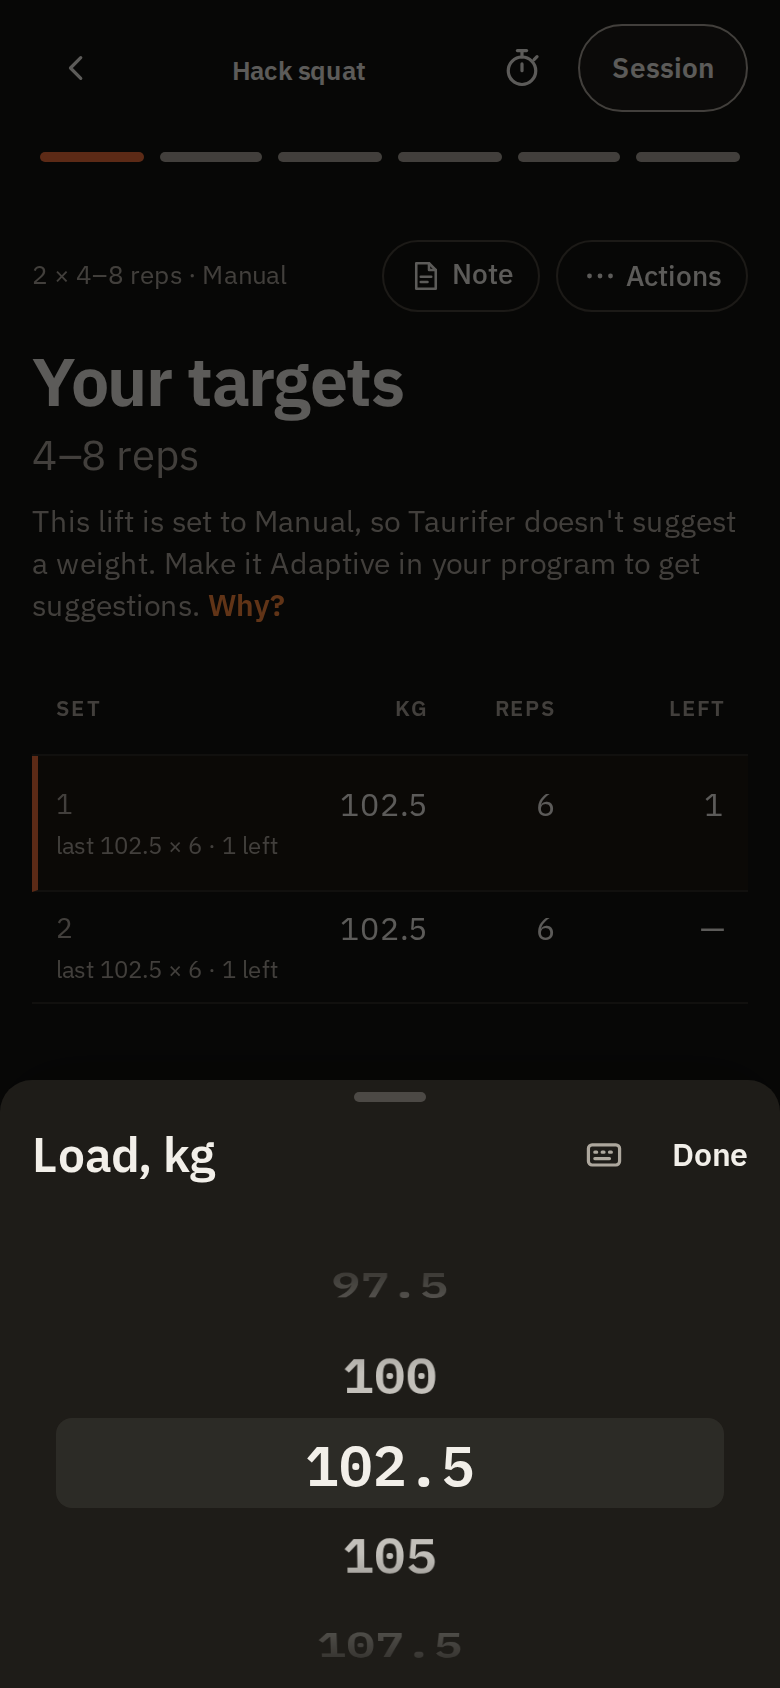 Hack squat
Session
2 × 4–8 reps · Manual
Note
Actions
Your targets
4–8 reps
This lift is set to Manual, so Taurifer doesn't suggest
a weight. Make it Adaptive in your program to get
suggestions. Why?
SET KG REPS LEFT
1 102.5 6 1
last 102.5 × 6 · 1 left
2 102.5 6 —
last 102.5 × 6 · 1 left
Load, kg
Done
97.5
100
102.5
105
107.5